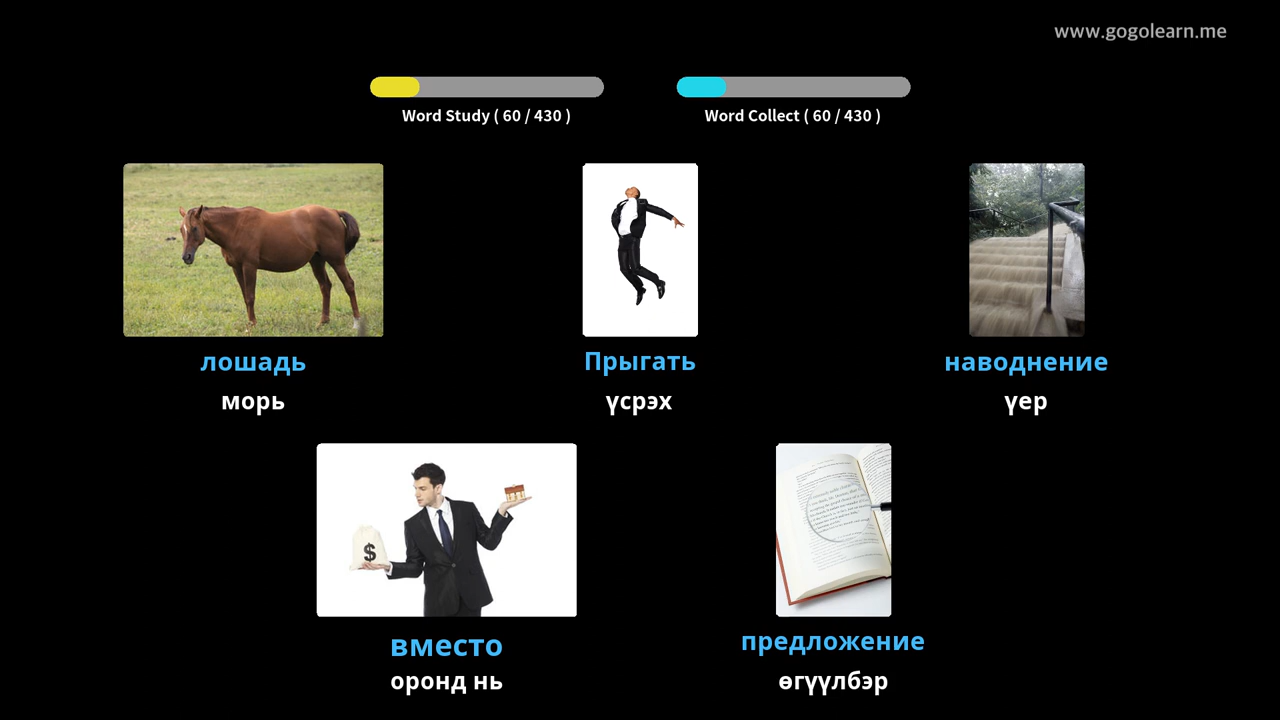 www.gogolearn.me
Word Study ( 60 / 430 )
Word Collect ( 60 / 430 )
лошадь
морь
Прыгать
үсрэх
наводнение
үер
$
вместо
оронд нь
предложение
өгүүлбэр